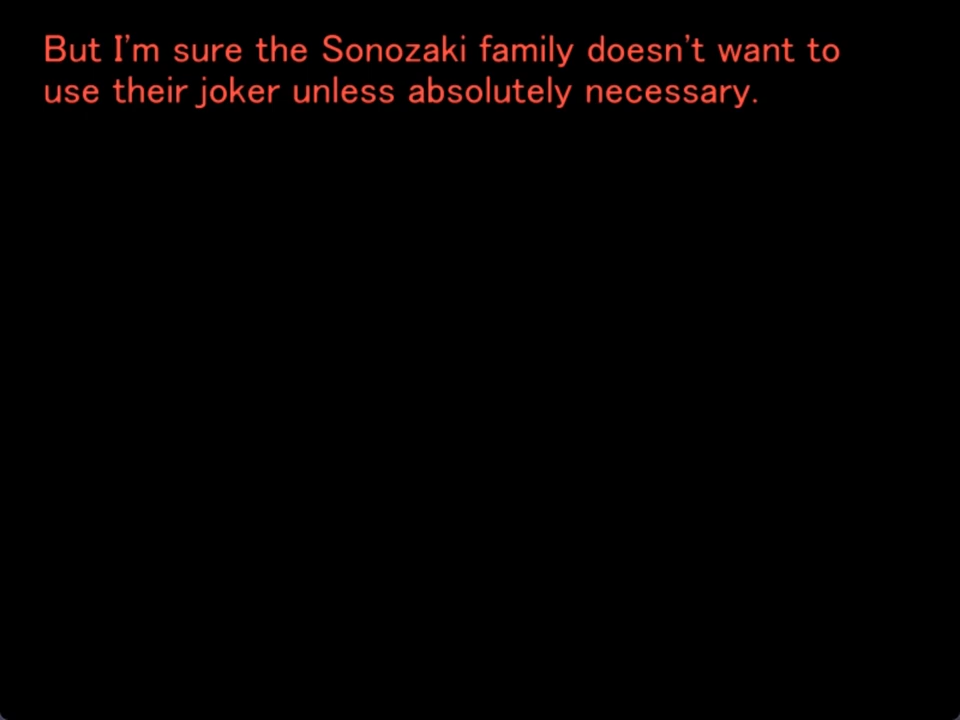 But I'm sure the Sonozaki family doesn't want to
use their joker unless absolutely necessary.